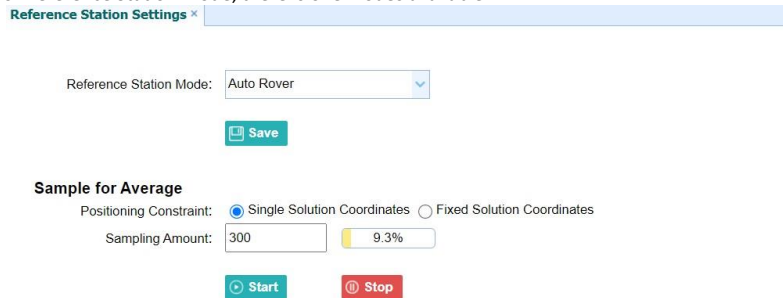 Reference Station Settings ×
Reference Station Mode: Auto Rover
Save
Sample for Average
Positioning Constraint: Single Solution Coordinates Fixed Solution Coordinates
Sampling Amount: 300 9.3%
Start Stop